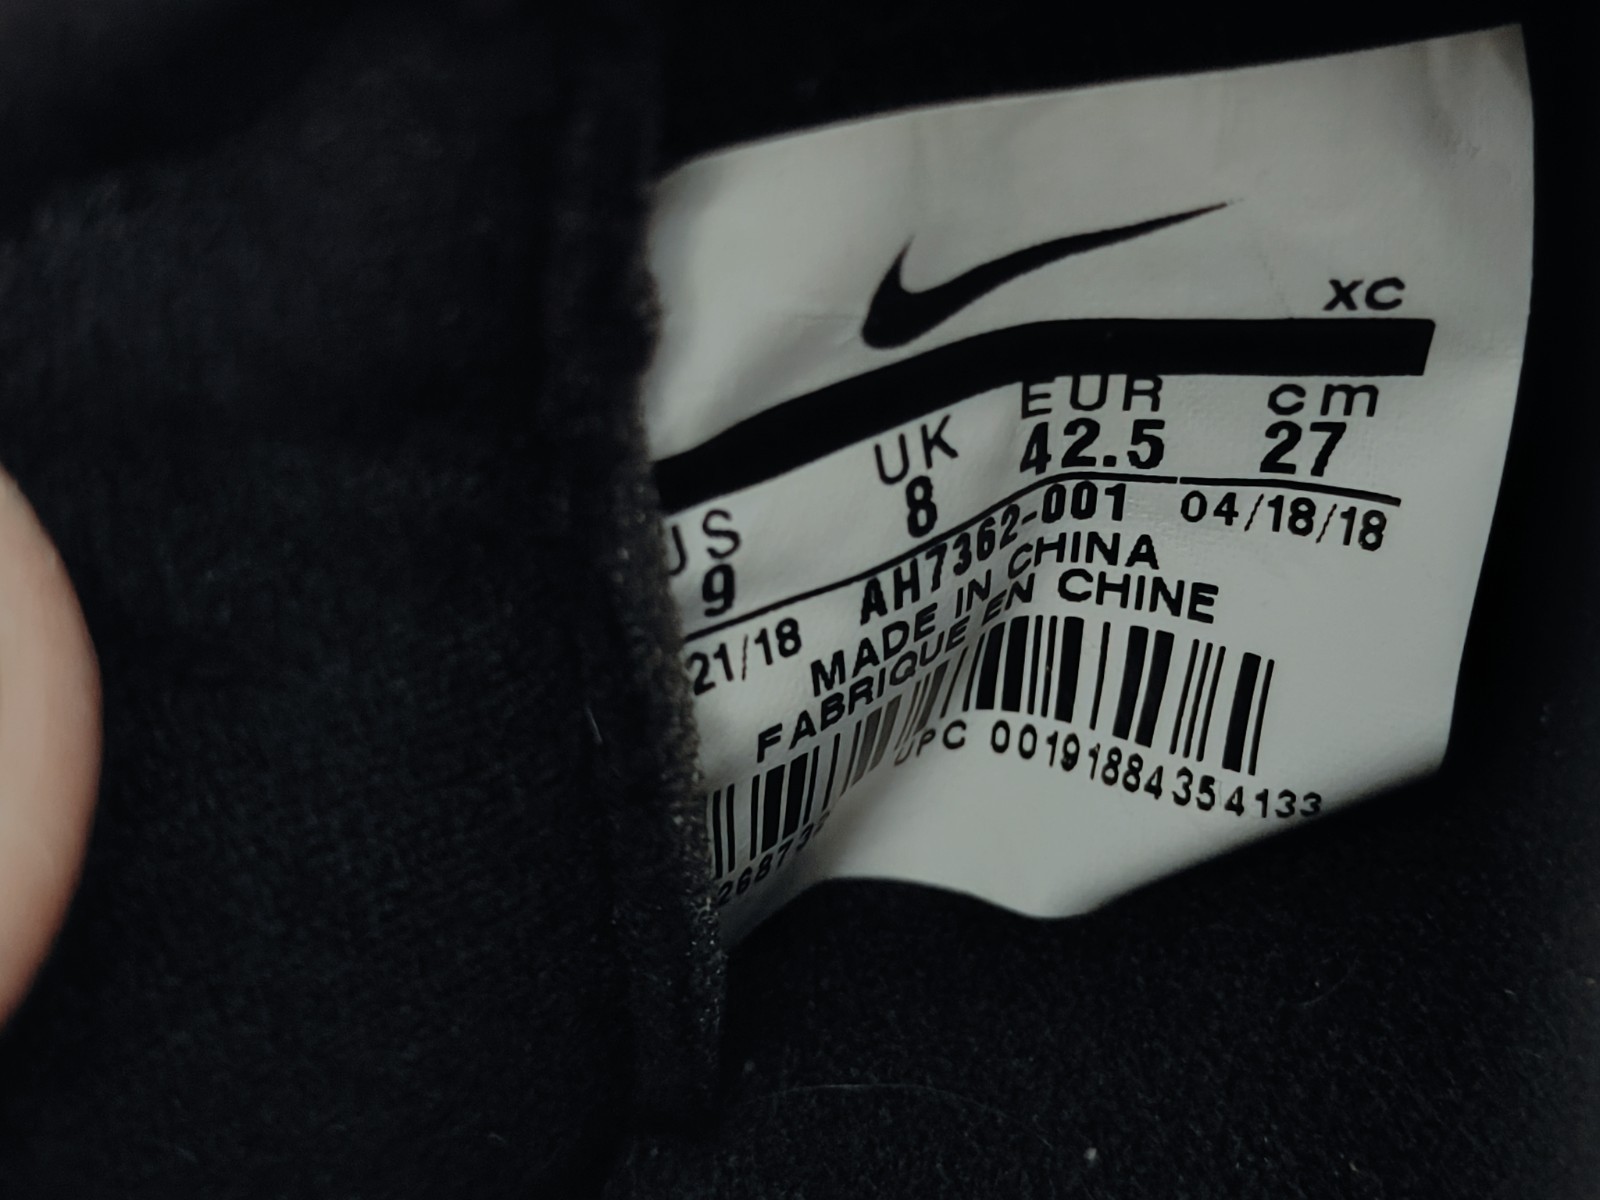 XC
US UK EUR cm
9 8 42.5 27
21/18 AH7362-001 04/18/18
MADE IN CHINA
FABRIQUE EN CHINE
UPC 00191884354133